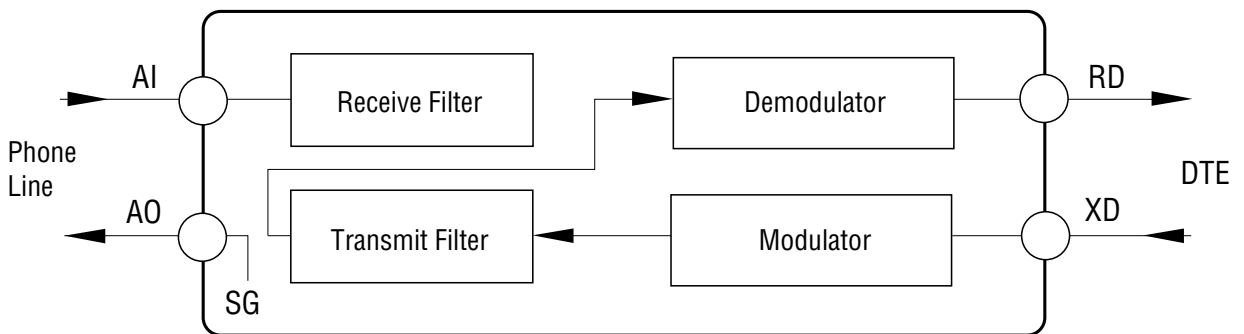 AI
Receive Filter
Demodulator
RD
Phone
Line
DTE
AO
Transmit Filter
Modulator
XD
SG